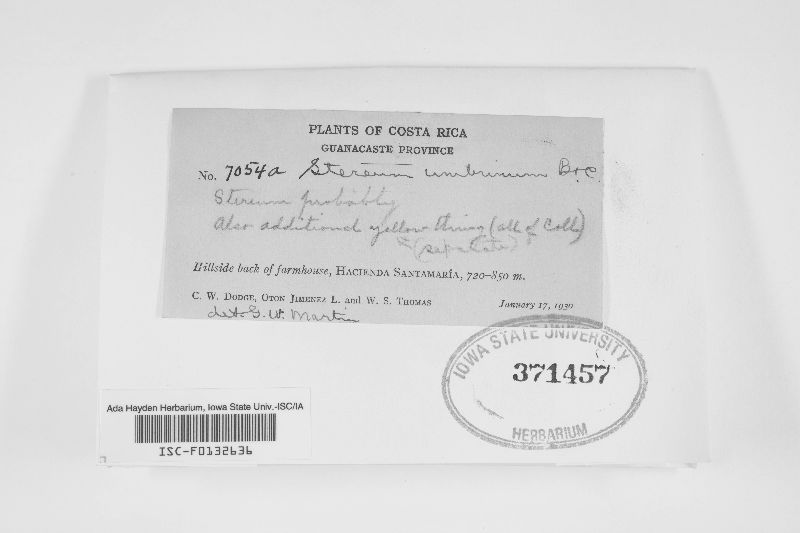 PLANTS OF COSTA RICA
GUANACASTE PROVINCE
No. 7054a Stereum umbrinum B+C.
Stereum probably
Also additional yellow thing (all of Coll)
(separate)
Hillside back of farmhouse, HACIENDA SANTAMARÍA, 720–850 m.
C. W. DODGE, OTON JIMENEZ L. and W. S. THOMAS January 17, 1930
det G. W. Martin
IOWA STATE UNIVERSITY
371457
HERBARIUM
Ada Hayden Herbarium, Iowa State Univ.-ISC/IA
ISC-F0132636